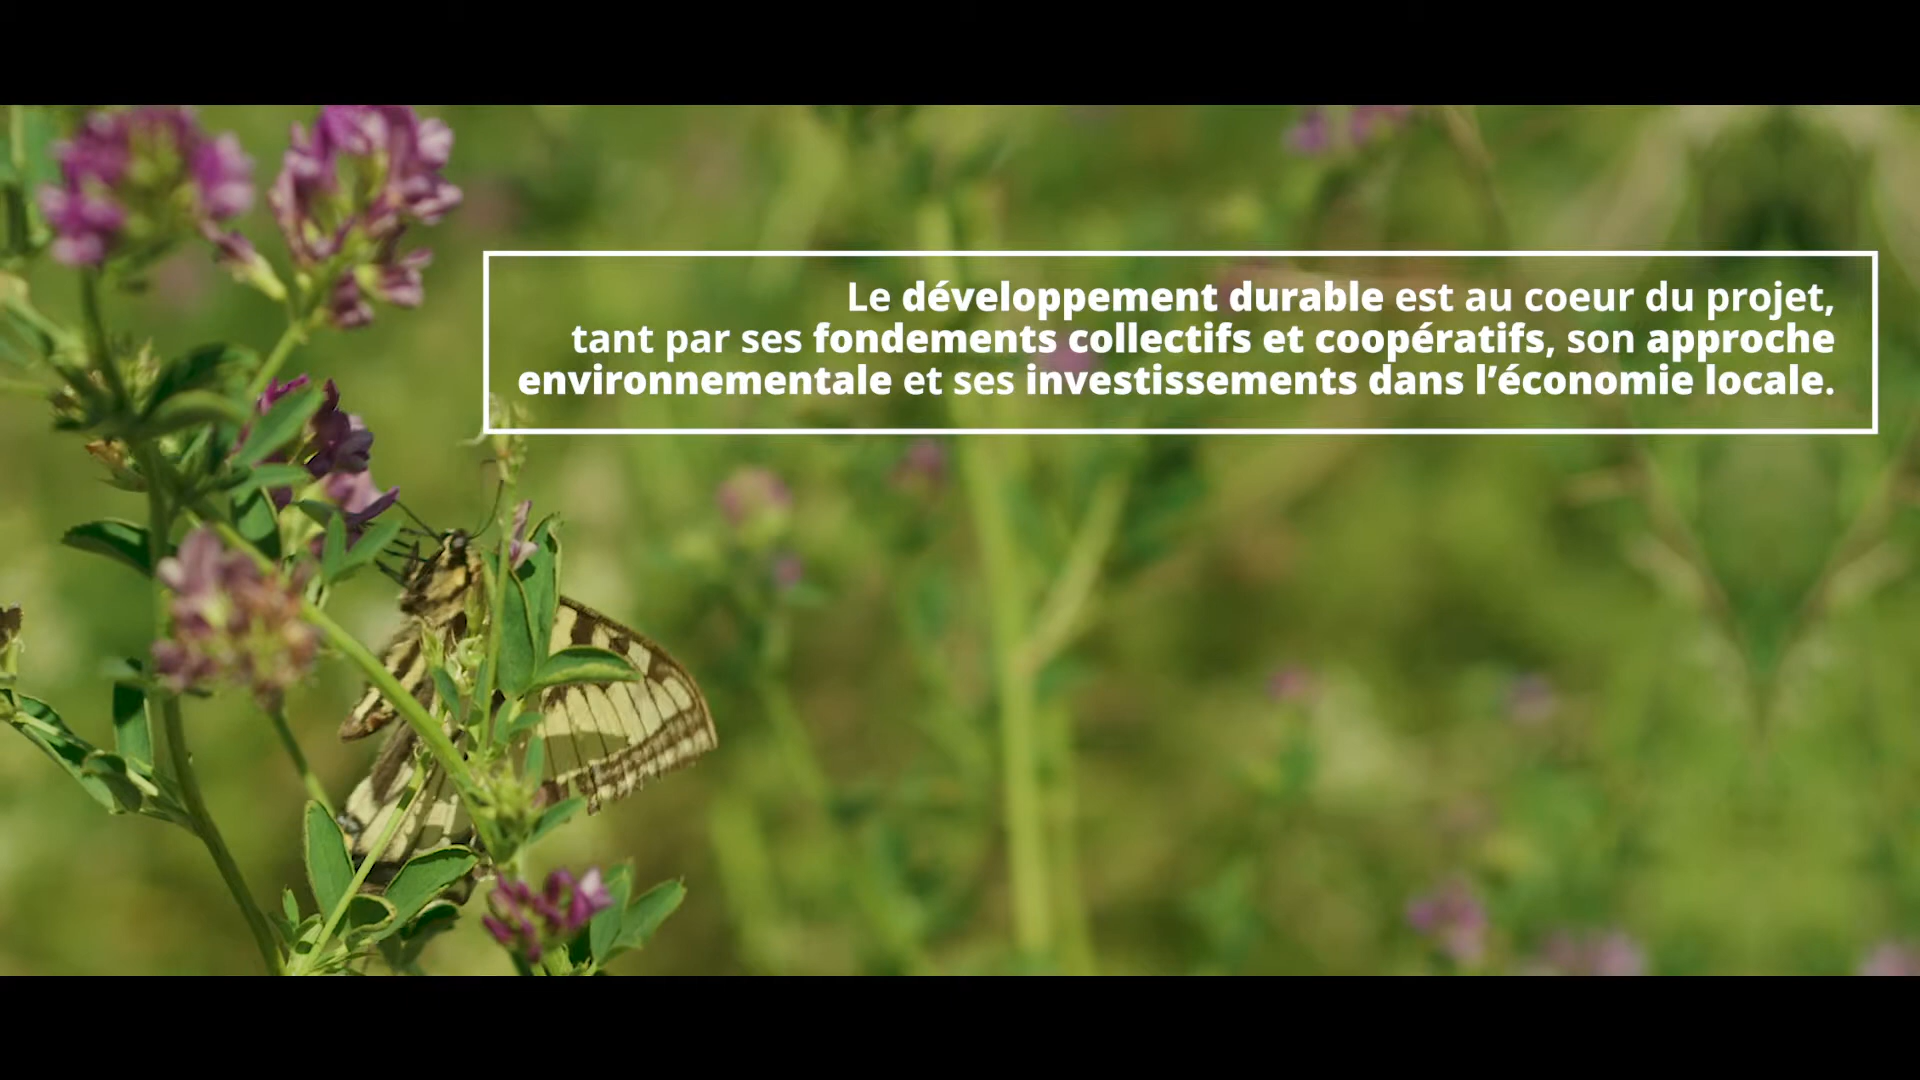 Le développement durable est au coeur du projet,
tant par ses fondements collectifs et coopératifs, son approche
environnementale et ses investissements dans l’économie locale.